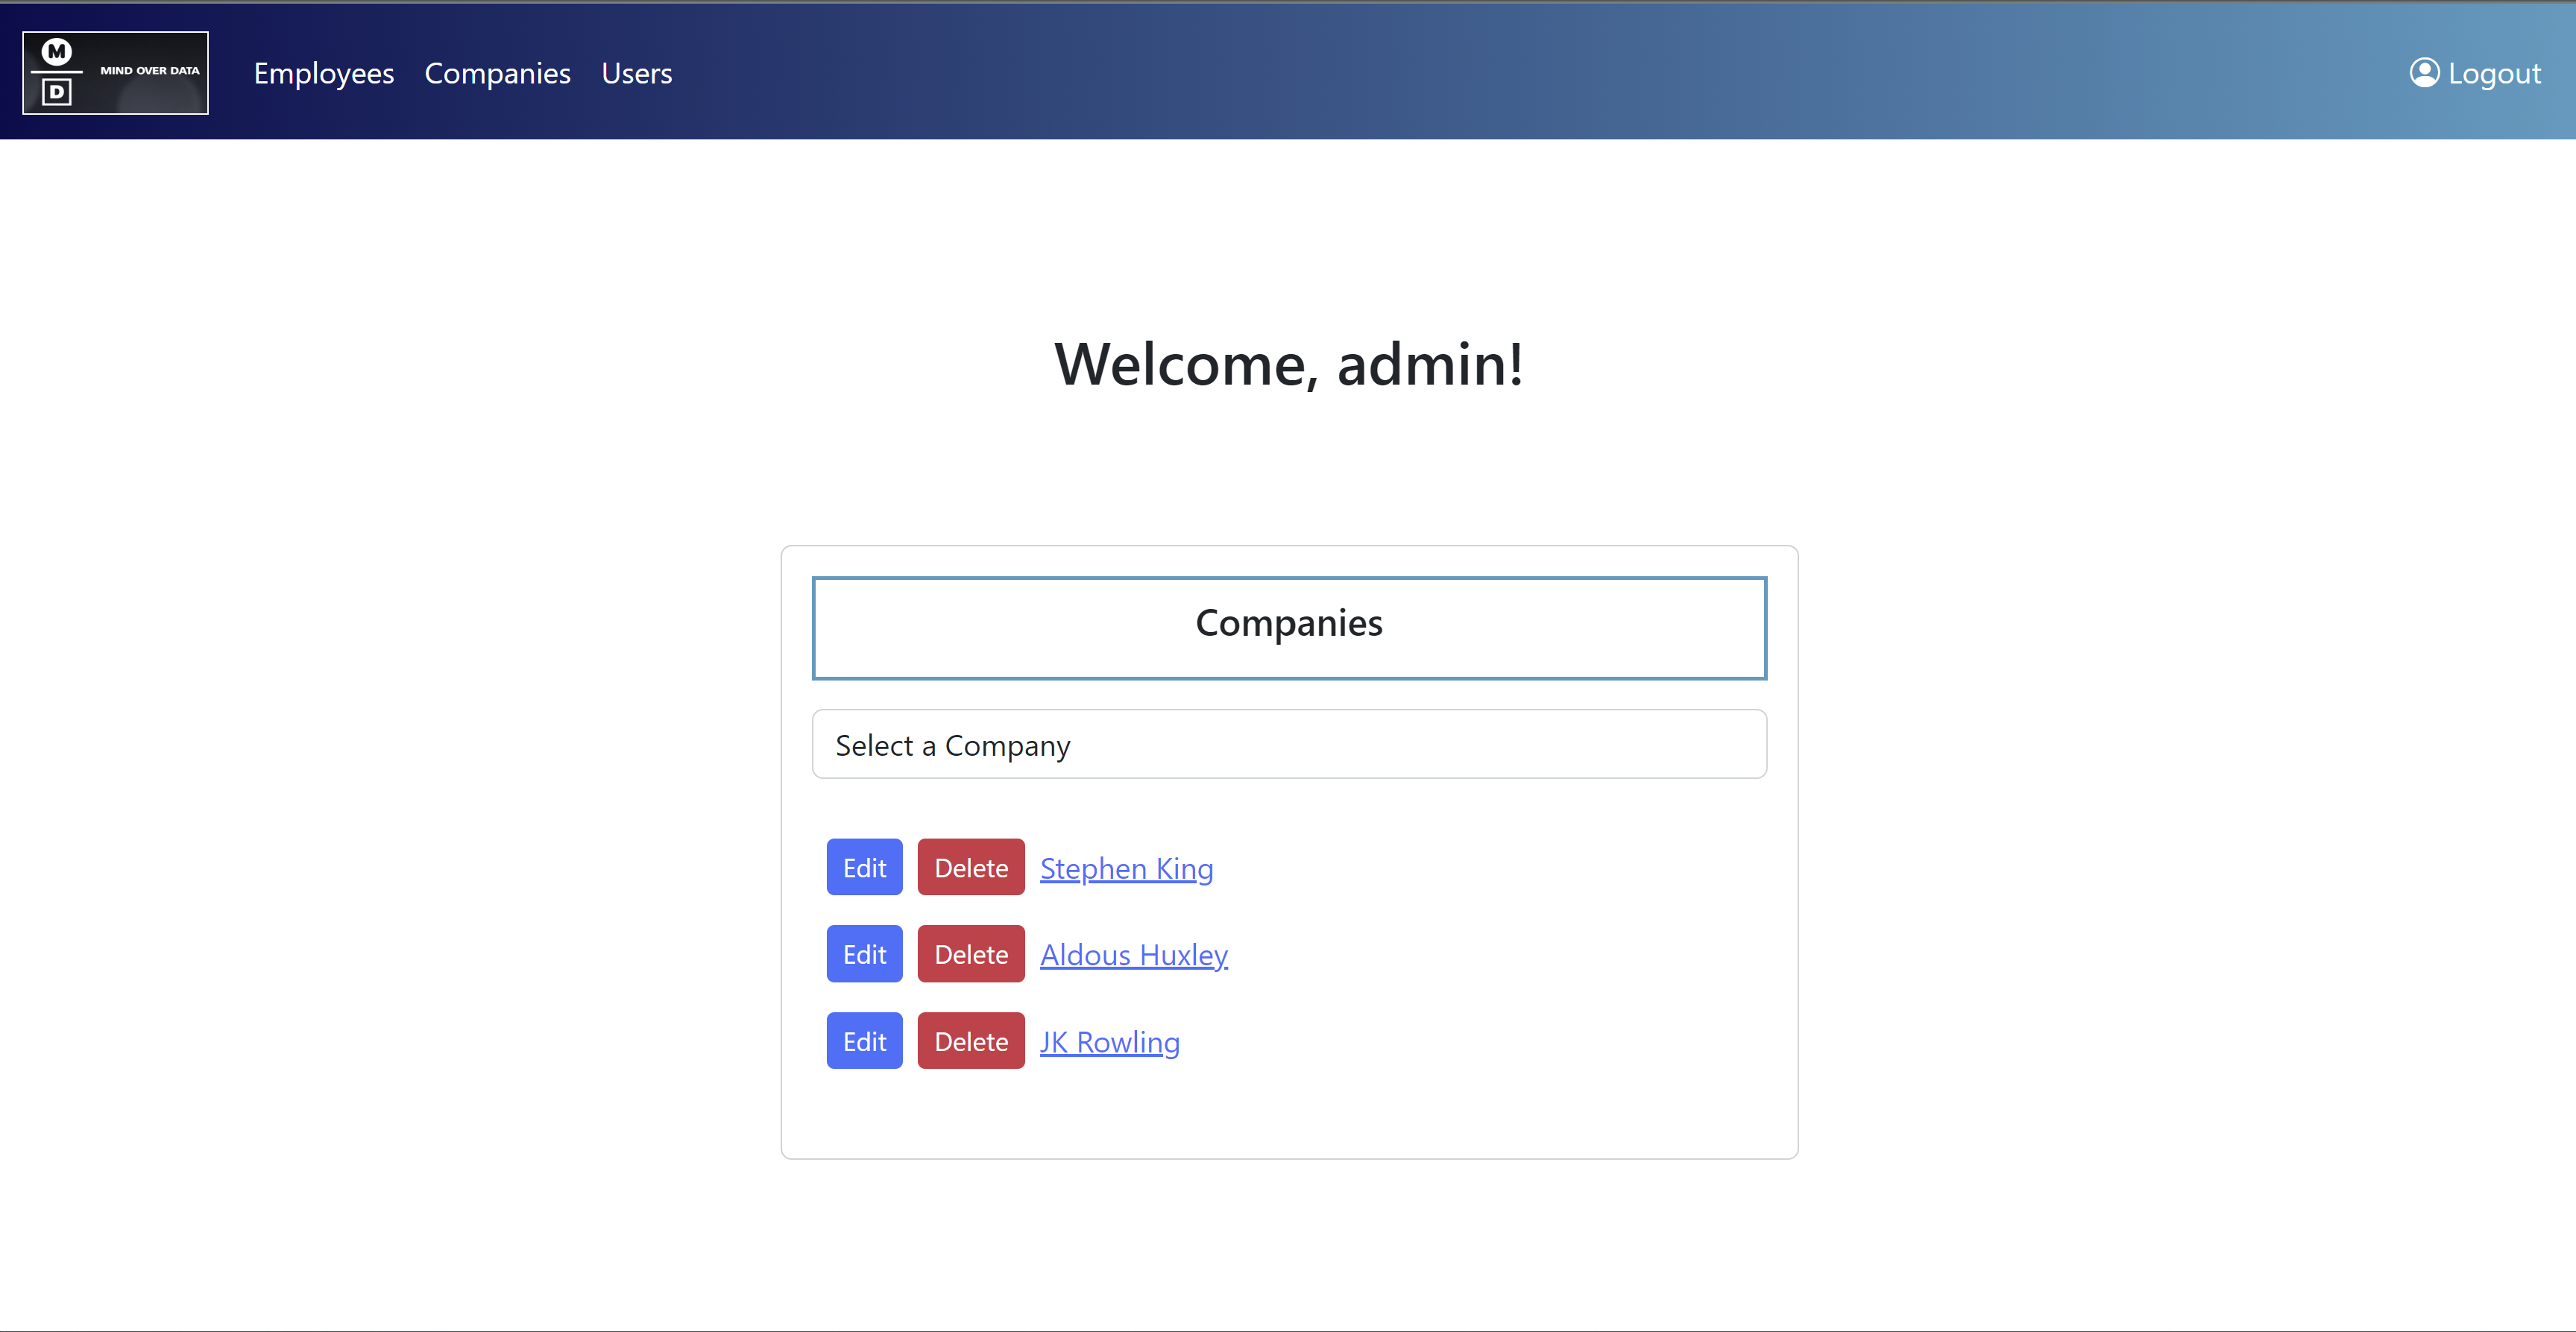 M
D
MIND OVER DATA
Employees Companies Users
Logout
Welcome, admin!
Companies
Select a Company
Edit Delete Stephen King
Edit Delete Aldous Huxley
Edit Delete JK Rowling